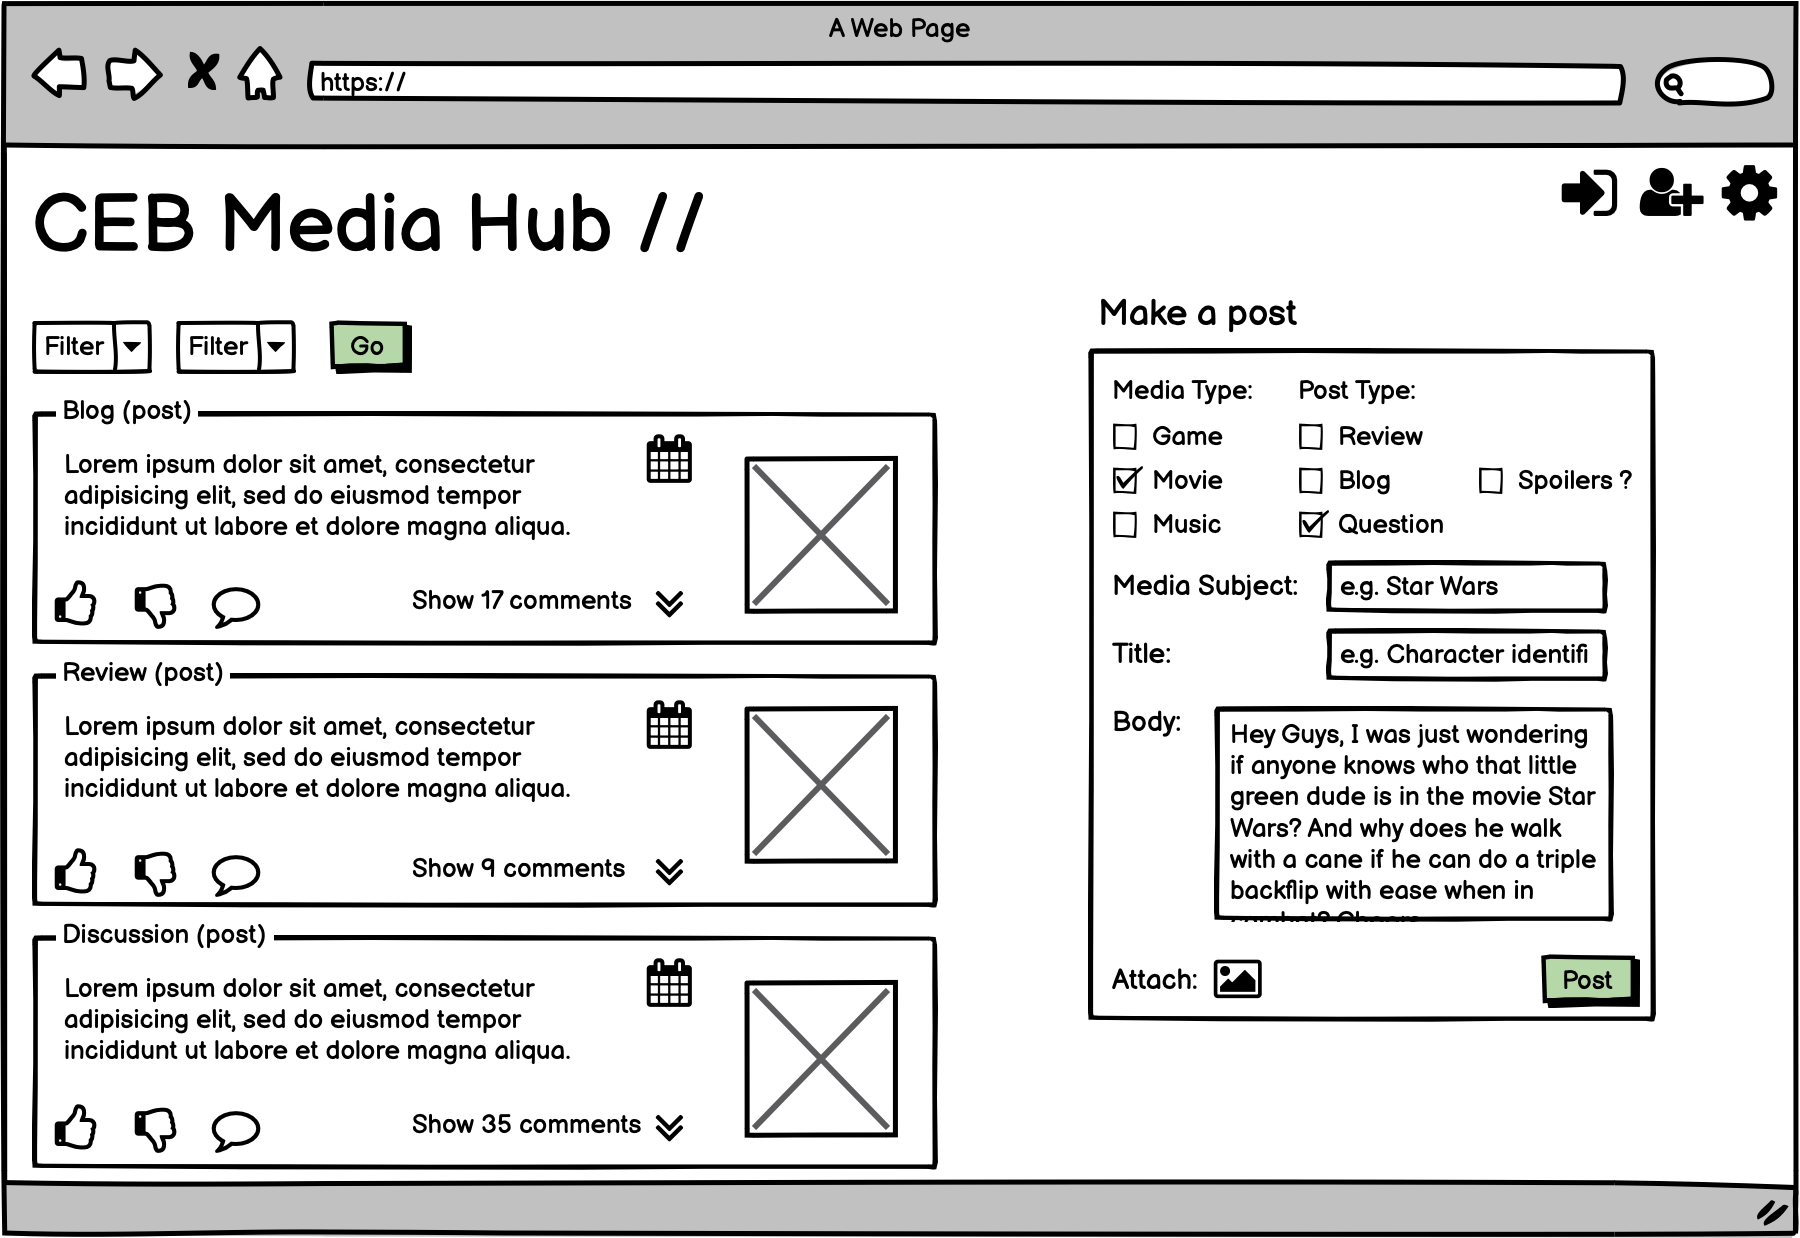 A Web Page
https://
CEB Media Hub //
Filter
Filter
Go
Blog (post)
Lorem ipsum dolor sit amet, consectetur
adipisicing elit, sed do eiusmod tempor
incididunt ut labore et dolore magna aliqua.
Show 17 comments
Review (post)
Lorem ipsum dolor sit amet, consectetur
adipisicing elit, sed do eiusmod tempor
incididunt ut labore et dolore magna aliqua.
Show 9 comments
Discussion (post)
Lorem ipsum dolor sit amet, consectetur
adipisicing elit, sed do eiusmod tempor
incididunt ut labore et dolore magna aliqua.
Show 35 comments
Make a post
Media Type: Post Type:
Game Review
Movie Blog Spoilers ?
Music Question
Media Subject: e.g. Star Wars
Title: e.g. Character identifi
Body:
Hey Guys, I was just wondering
if anyone knows who that little
green dude is in the movie Star
Wars? And why does he walk
with a cane if he can do a triple
backflip with ease when in
Attach:
Post